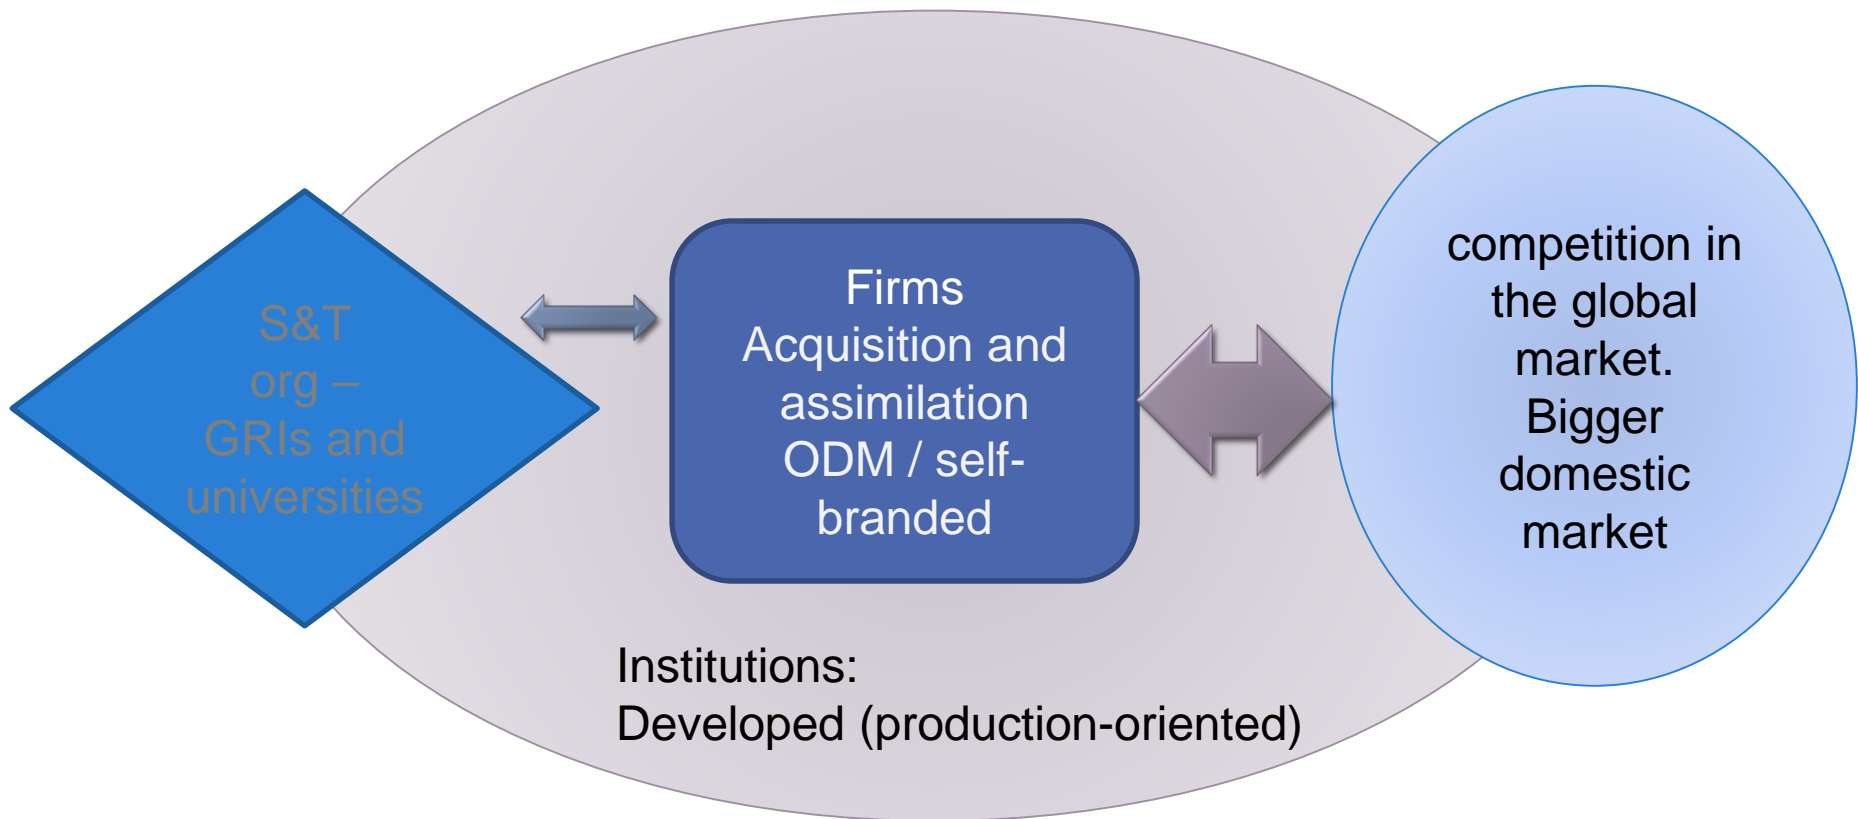 S&T
org –
GRIs and
universities
Firms
Acquisition and
assimilation
ODM / self-
branded
competition in
the global
market.
Bigger
domestic
market
Institutions:
Developed (production-oriented)